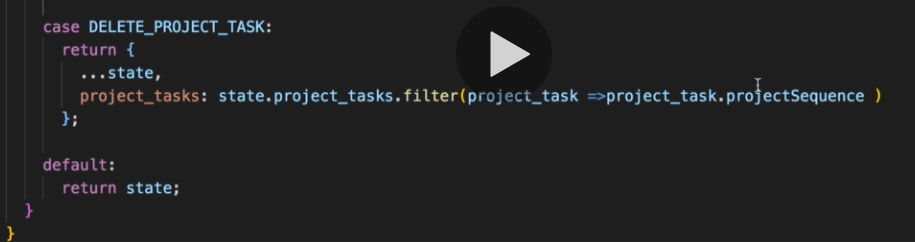 case DELETE_PROJECT_TASK:
return {
...state,
project_tasks: state.project_tasks.filter(project_task =>project_task.projectSequence )
};
default:
return state;
}
}